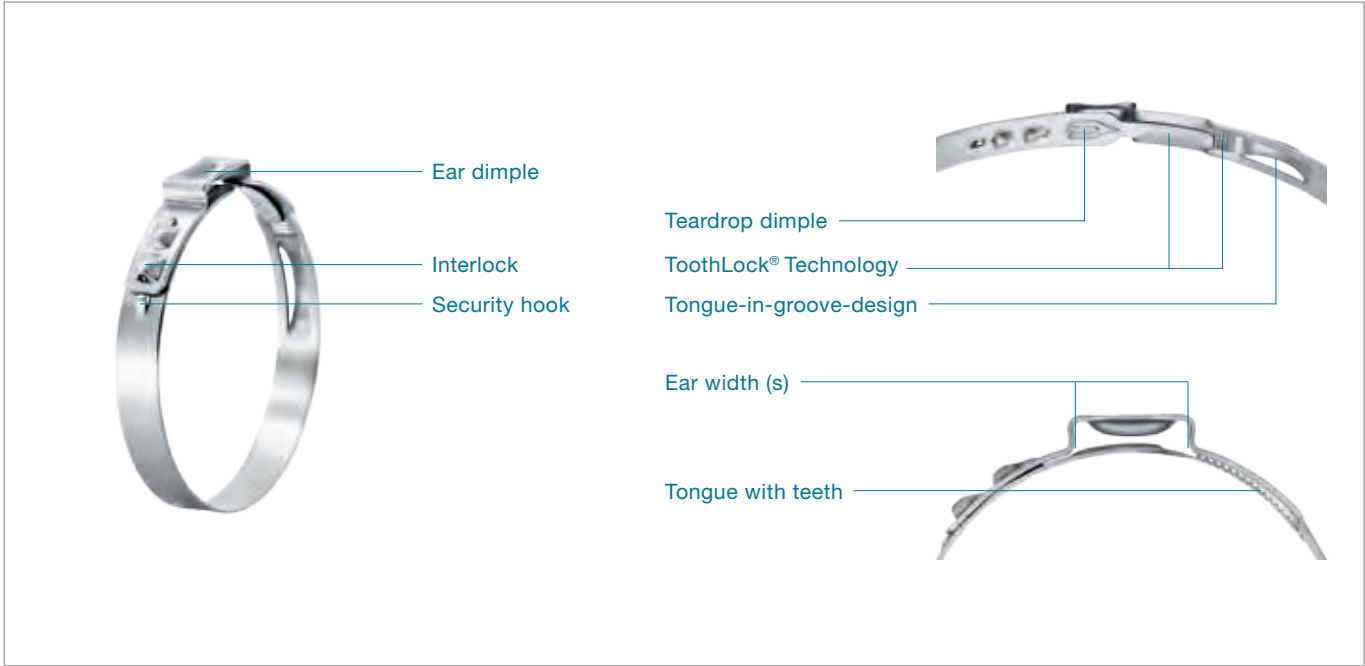 Ear dimple
Interlock
Security hook
Teardrop dimple
ToothLock® Technology
Tongue-in-groove-design
Ear width (s)
Tongue with teeth